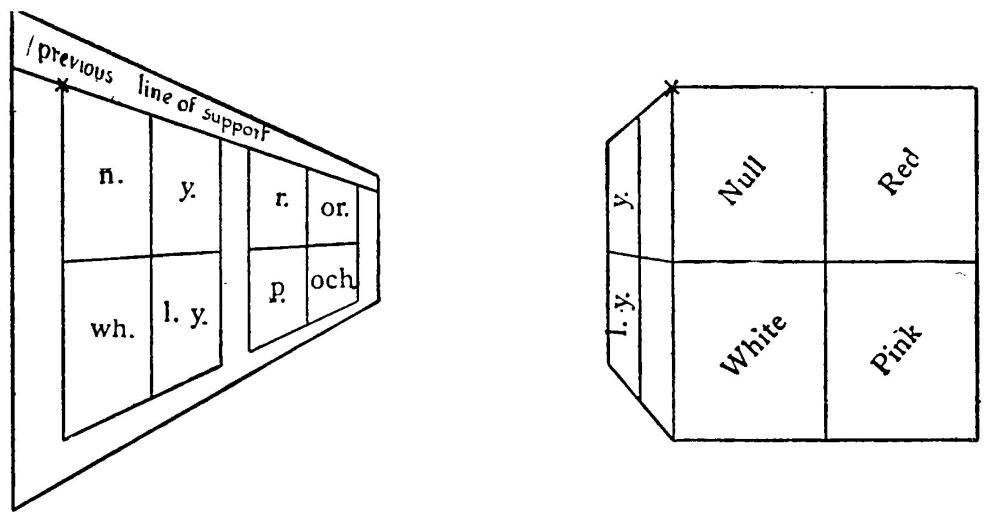 / previous line of support
n. y. r. or.
wh. l. y. p. och
y. Null Red
l. y. White Pink